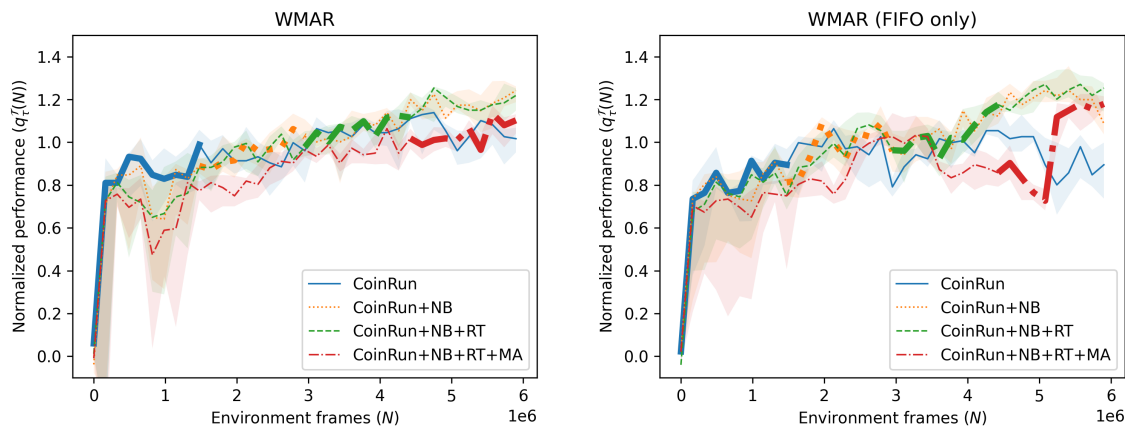 WMAR
Normalized performance (q_τ^T(N))
1.4
1.2
1.0
0.8
0.6
0.4
0.2
0.0
CoinRun
CoinRun+NB
CoinRun+NB+RT
CoinRun+NB+RT+MA
0 1 2 3 4 5 6
1e6
Environment frames (N)
WMAR (FIFO only)
Normalized performance (q_τ^T(N))
1.4
1.2
1.0
0.8
0.6
0.4
0.2
0.0
CoinRun
CoinRun+NB
CoinRun+NB+RT
CoinRun+NB+RT+MA
0 1 2 3 4 5 6
1e6
Environment frames (N)